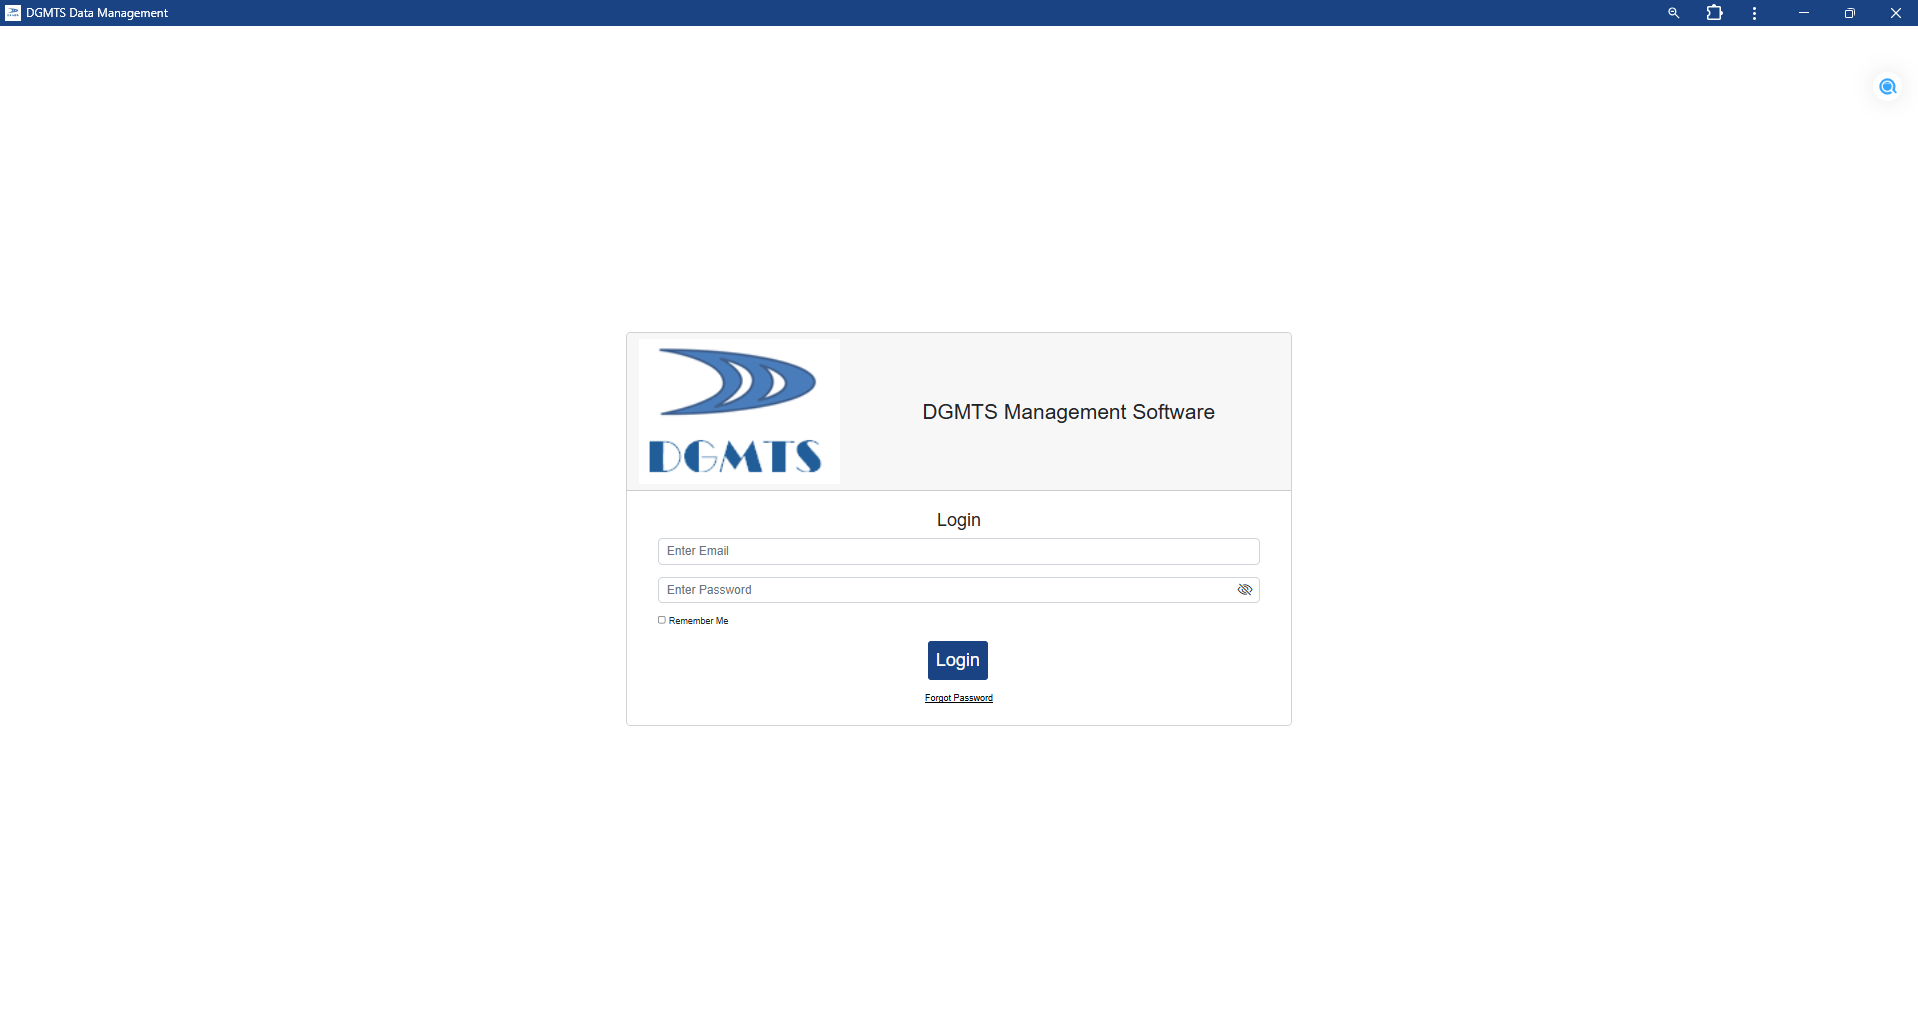 DGMTS Data Management
DGMTS
DGMTS Management Software
Login
Enter Email
Enter Password
Remember Me
Login
Forgot Password